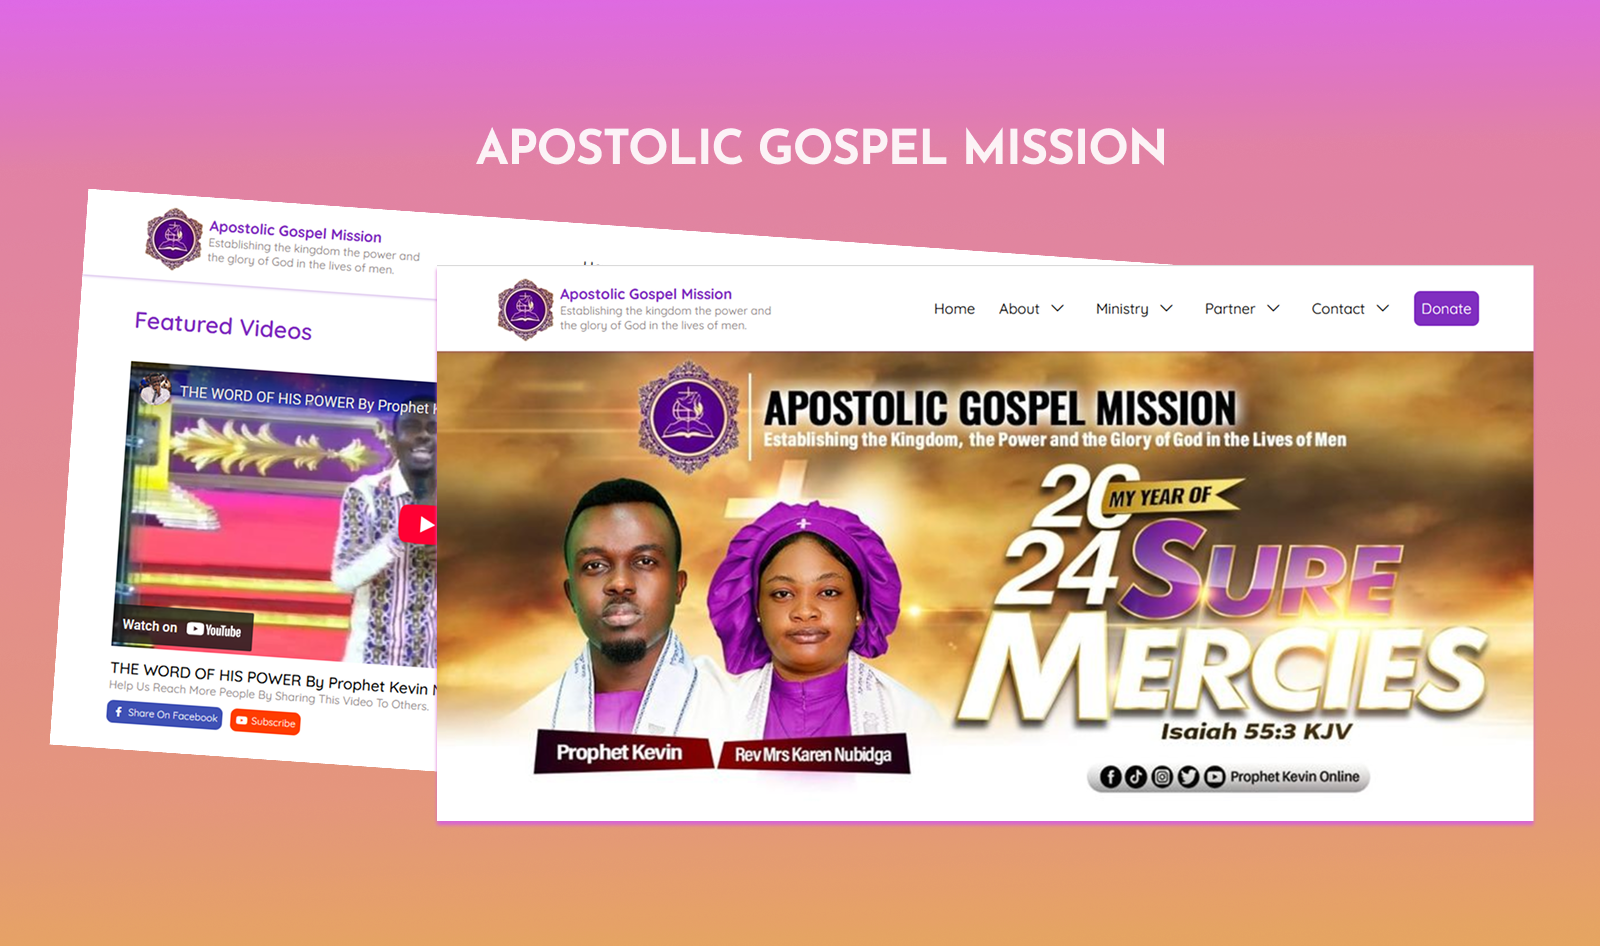 APOSTOLIC GOSPEL MISSION
Apostolic Gospel Mission
Establishing the kingdom the power and
the glory of God in the lives of men.
Featured Videos
THE WORD OF HIS POWER By Prophet
Watch on YouTube
THE WORD OF HIS POWER By Prophet Kevin
Help Us Reach More People By Sharing This Video To Others.
Share On Facebook
Subscribe
Apostolic Gospel Mission
Establishing the kingdom the power and
the glory of God in the lives of men.
Home About Ministry Partner Contact Donate
APOSTOLIC GOSPEL MISSION
Establishing the Kingdom, the Power and the Glory of God in the Lives of Men
20 MY YEAR OF
24 SURE
MERCIES
Isaiah 55:3 KJV
Prophet Kevin
Rev Mrs Karen Nubidga
Prophet Kevin Online